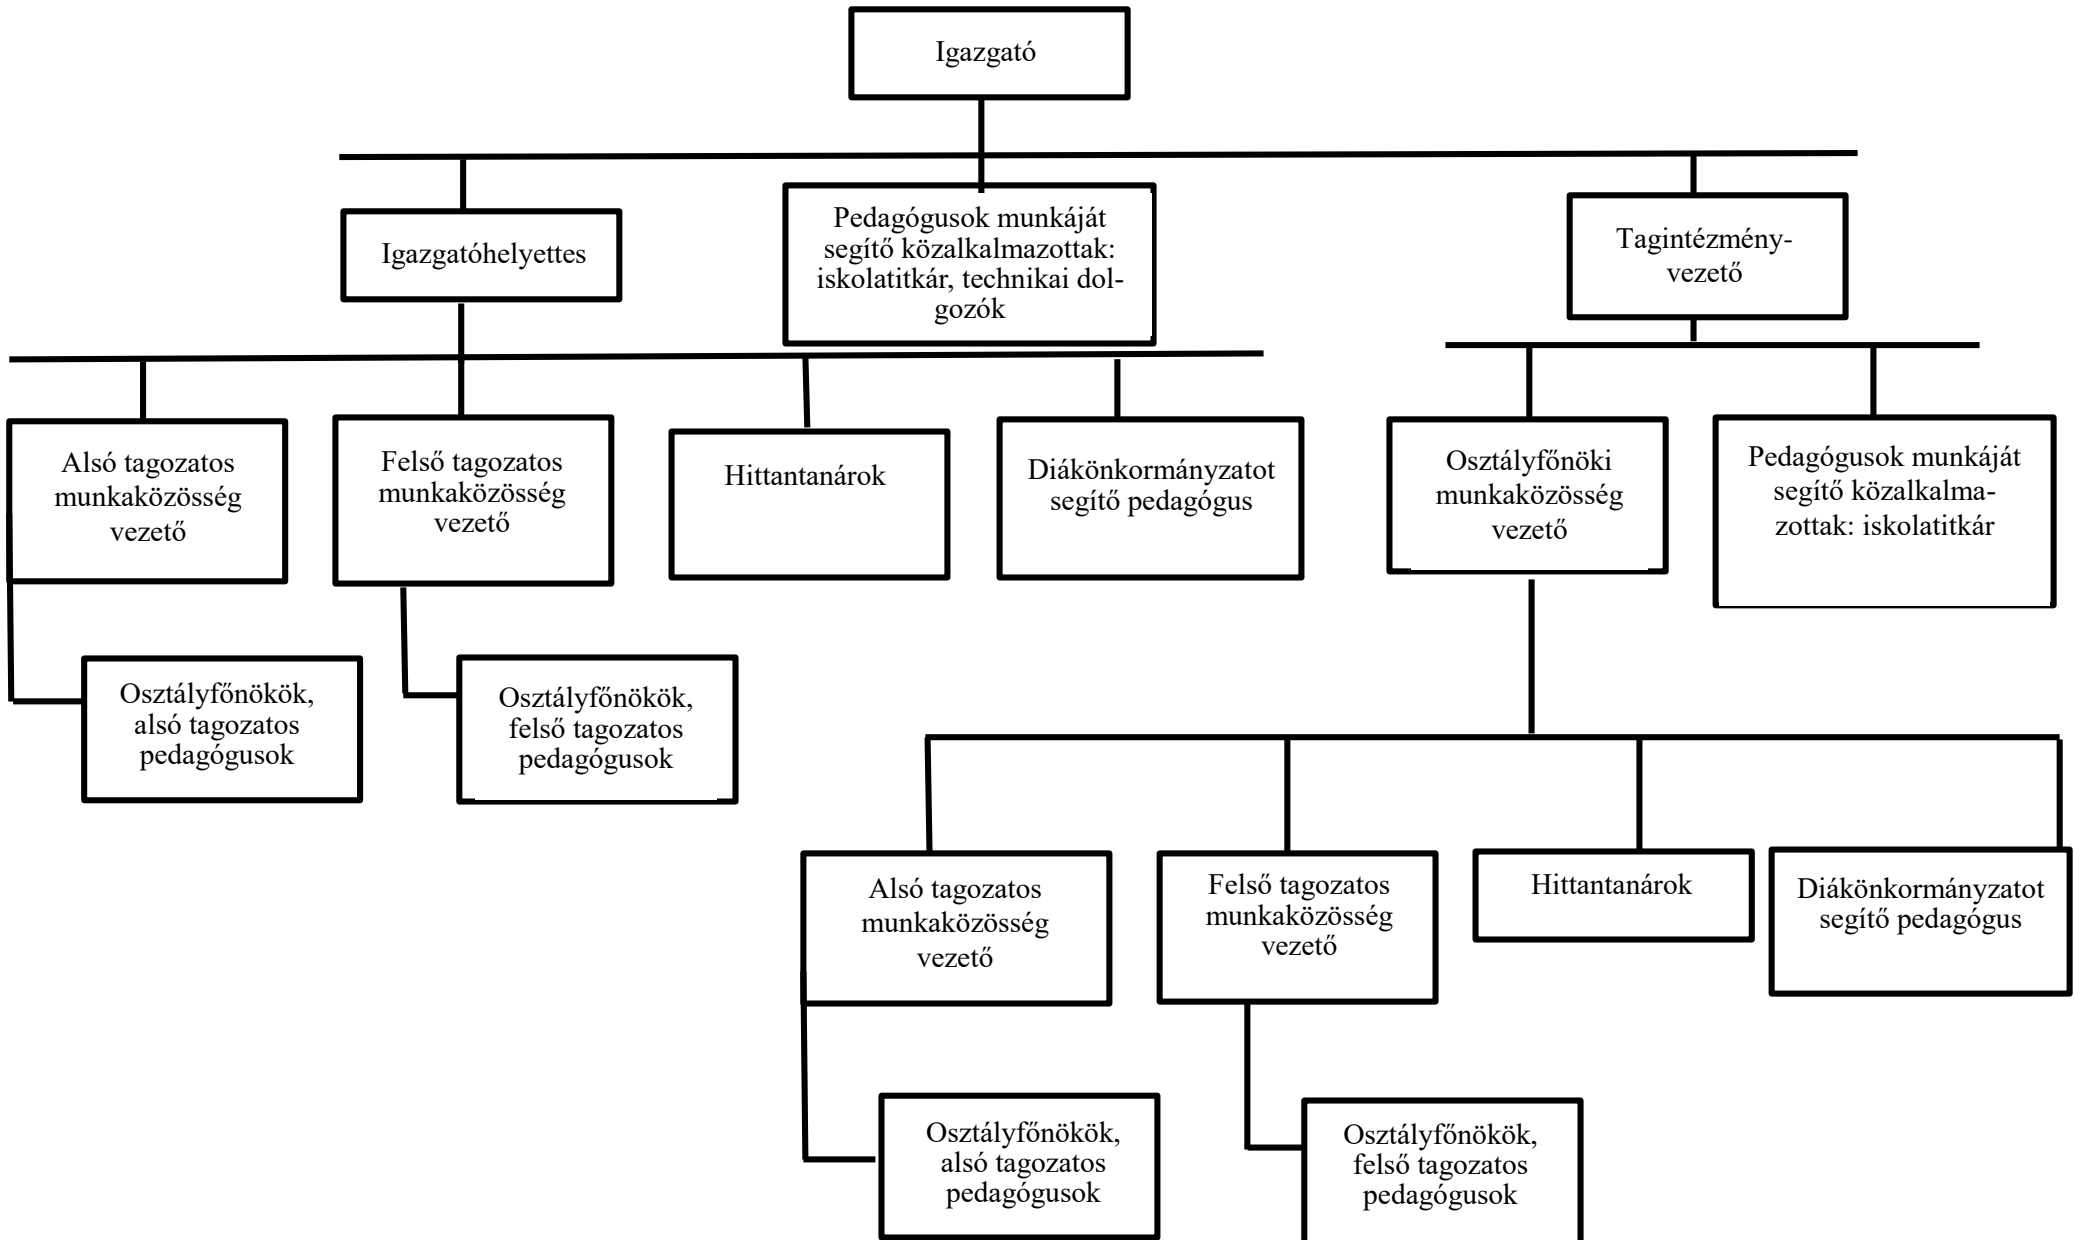 Igazgató
Igazgatóhelyettes
Pedagógusok munkáját
segítő közalkalmazottak:
iskolatitkár, technikai dol-
gozók
Tagintézmény-
vezető
Alsó tagozatos
munkaközösség
vezető
Felső tagozatos
munkaközösség
vezető
Hittantanárok
Diákönkormányzatot
segítő pedagógus
Osztályfőnöki
munkaközösség
vezető
Pedagógusok munkáját
segítő közalkalma-
zottak: iskolatitkár
Osztályfőnökök,
alsó tagozatos
pedagógusok
Osztályfőnökök,
felső tagozatos
pedagógusok
Alsó tagozatos
munkaközösség
vezető
Felső tagozatos
munkaközösség
vezető
Hittantanárok
Diákönkormányzatot
segítő pedagógus
Osztályfőnökök,
alsó tagozatos
pedagógusok
Osztályfőnökök,
felső tagozatos
pedagógusok